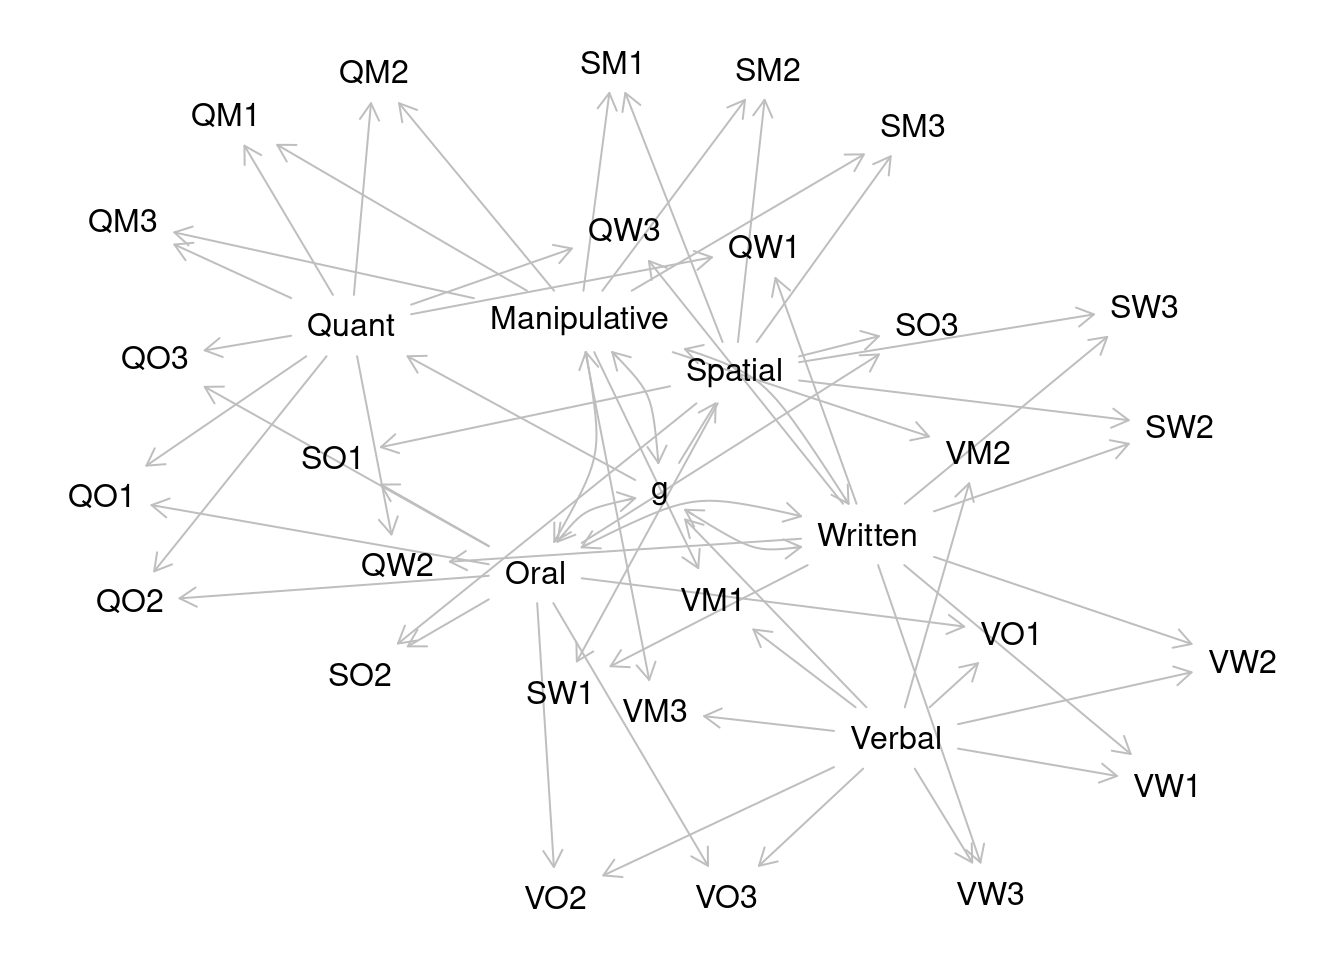 SM1
SM2
QM2
QM1
SM3
QM3
QW3
QW1
SW3
Manipulative
Quant
SO3
QO3
Spatial
SW2
VM2
SO1
g
QO1
Written
QW2
Oral
QO2
VM1
VO1
VW2
SO2
SW1
VM3
Verbal
VW1
VW3
VO2
VO3